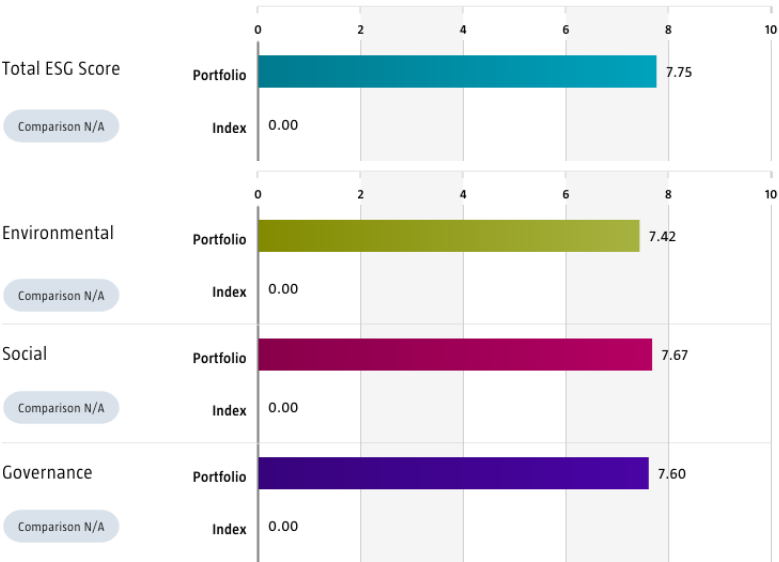 0 2 4 6 8 10
Total ESG Score
Portfolio 7.75
Comparison N/A
Index 0.00
0 2 4 6 8 10
Environmental
Portfolio 7.42
Comparison N/A
Index 0.00
Social
Portfolio 7.67
Comparison N/A
Index 0.00
Governance
Portfolio 7.60
Comparison N/A
Index 0.00